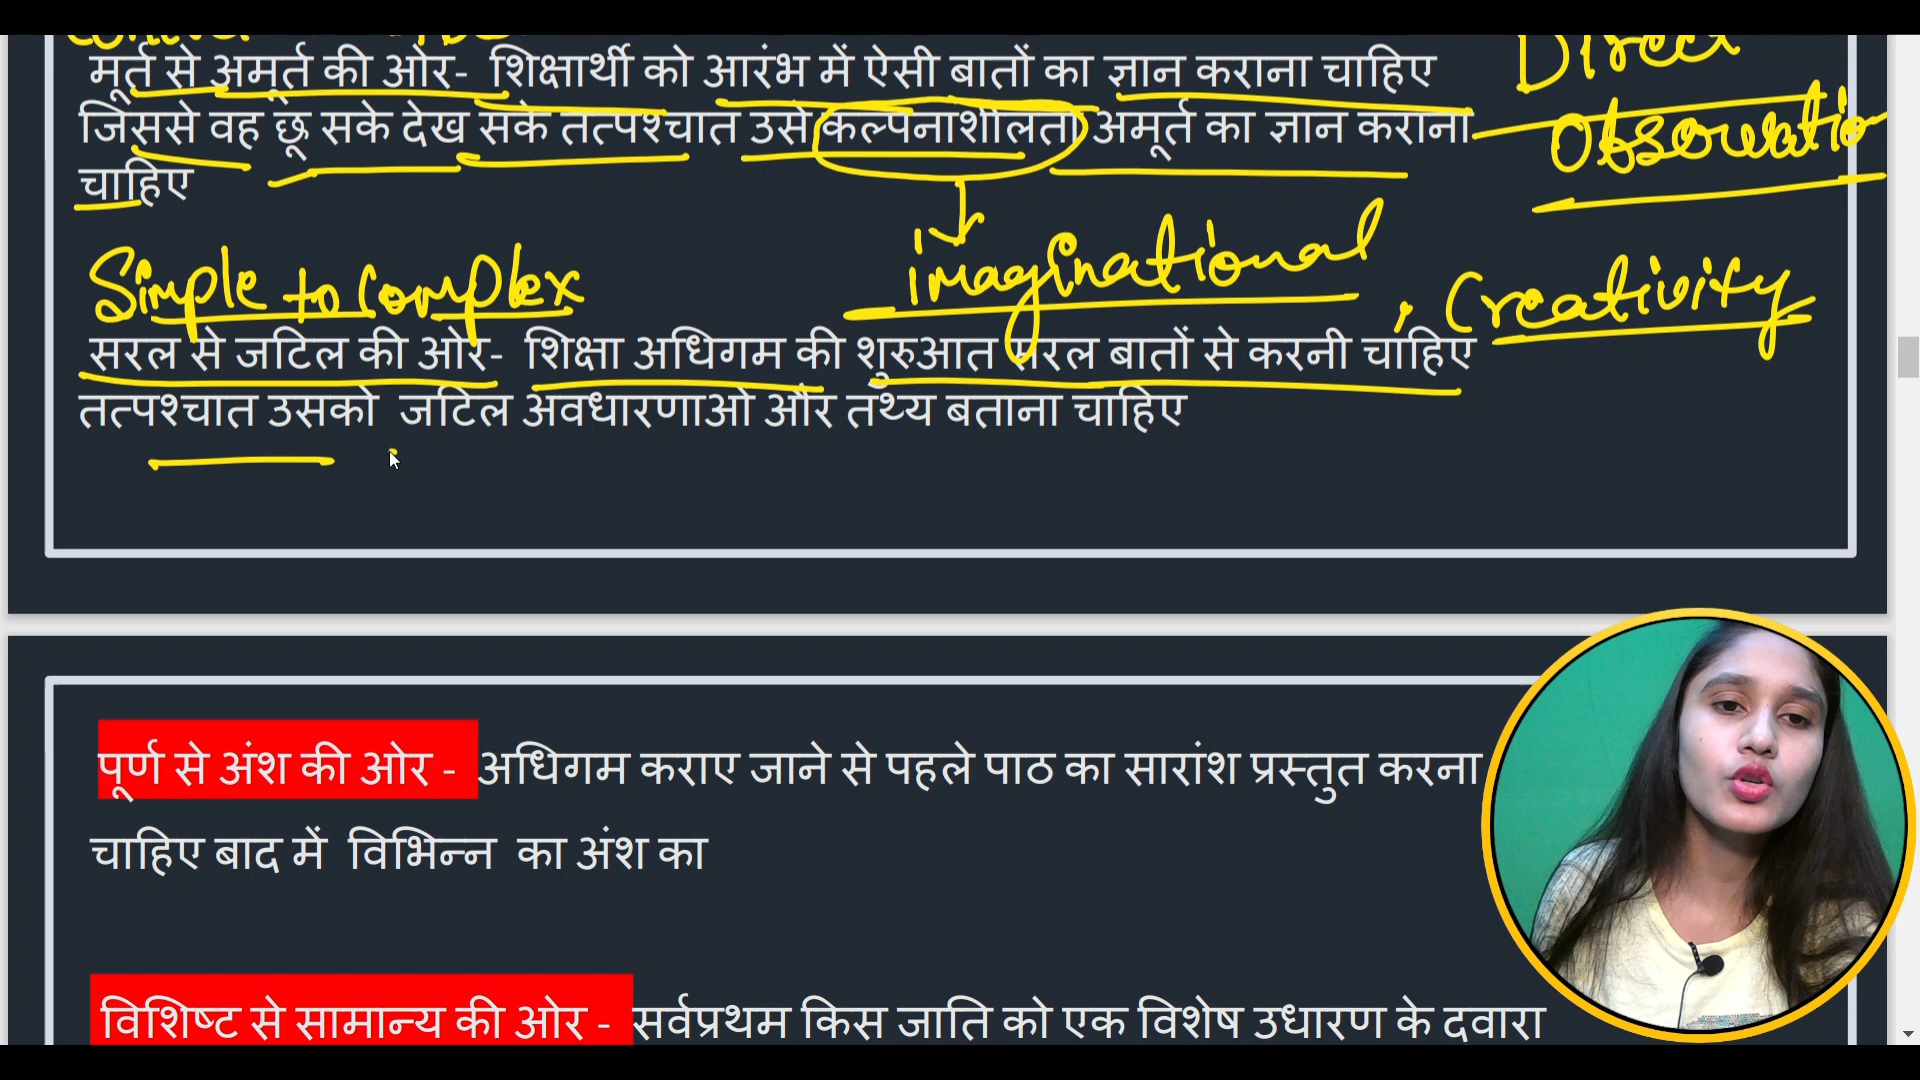 मूर्त से अमूर्त की ओर- शिक्षार्थी को आरंभ में ऐसी बातों का ज्ञान कराना चाहिए
Direct
जिससे वह छू सके देख सके तत्पश्चात उसे कल्पनाशीलता अमूर्त का ज्ञान कराना
चाहिए
imaginational, Creativity
Simple to Complex
सरल से जटिल की ओर- शिक्षा अधिगम की शुरुआत सरल बातों से करनी चाहिए
तत्पश्चात उसको जटिल अवधारणाओ और तथ्य बताना चाहिए
पूर्ण से अंश की ओर - अधिगम कराए जाने से पहले पाठ का सारांश प्रस्तुत करना
चाहिए बाद में विभिन्न का अंश का
विशिष्ट से सामान्य की ओर - सर्वप्रथम किस जाति को एक विशेष उधारण के दवारा